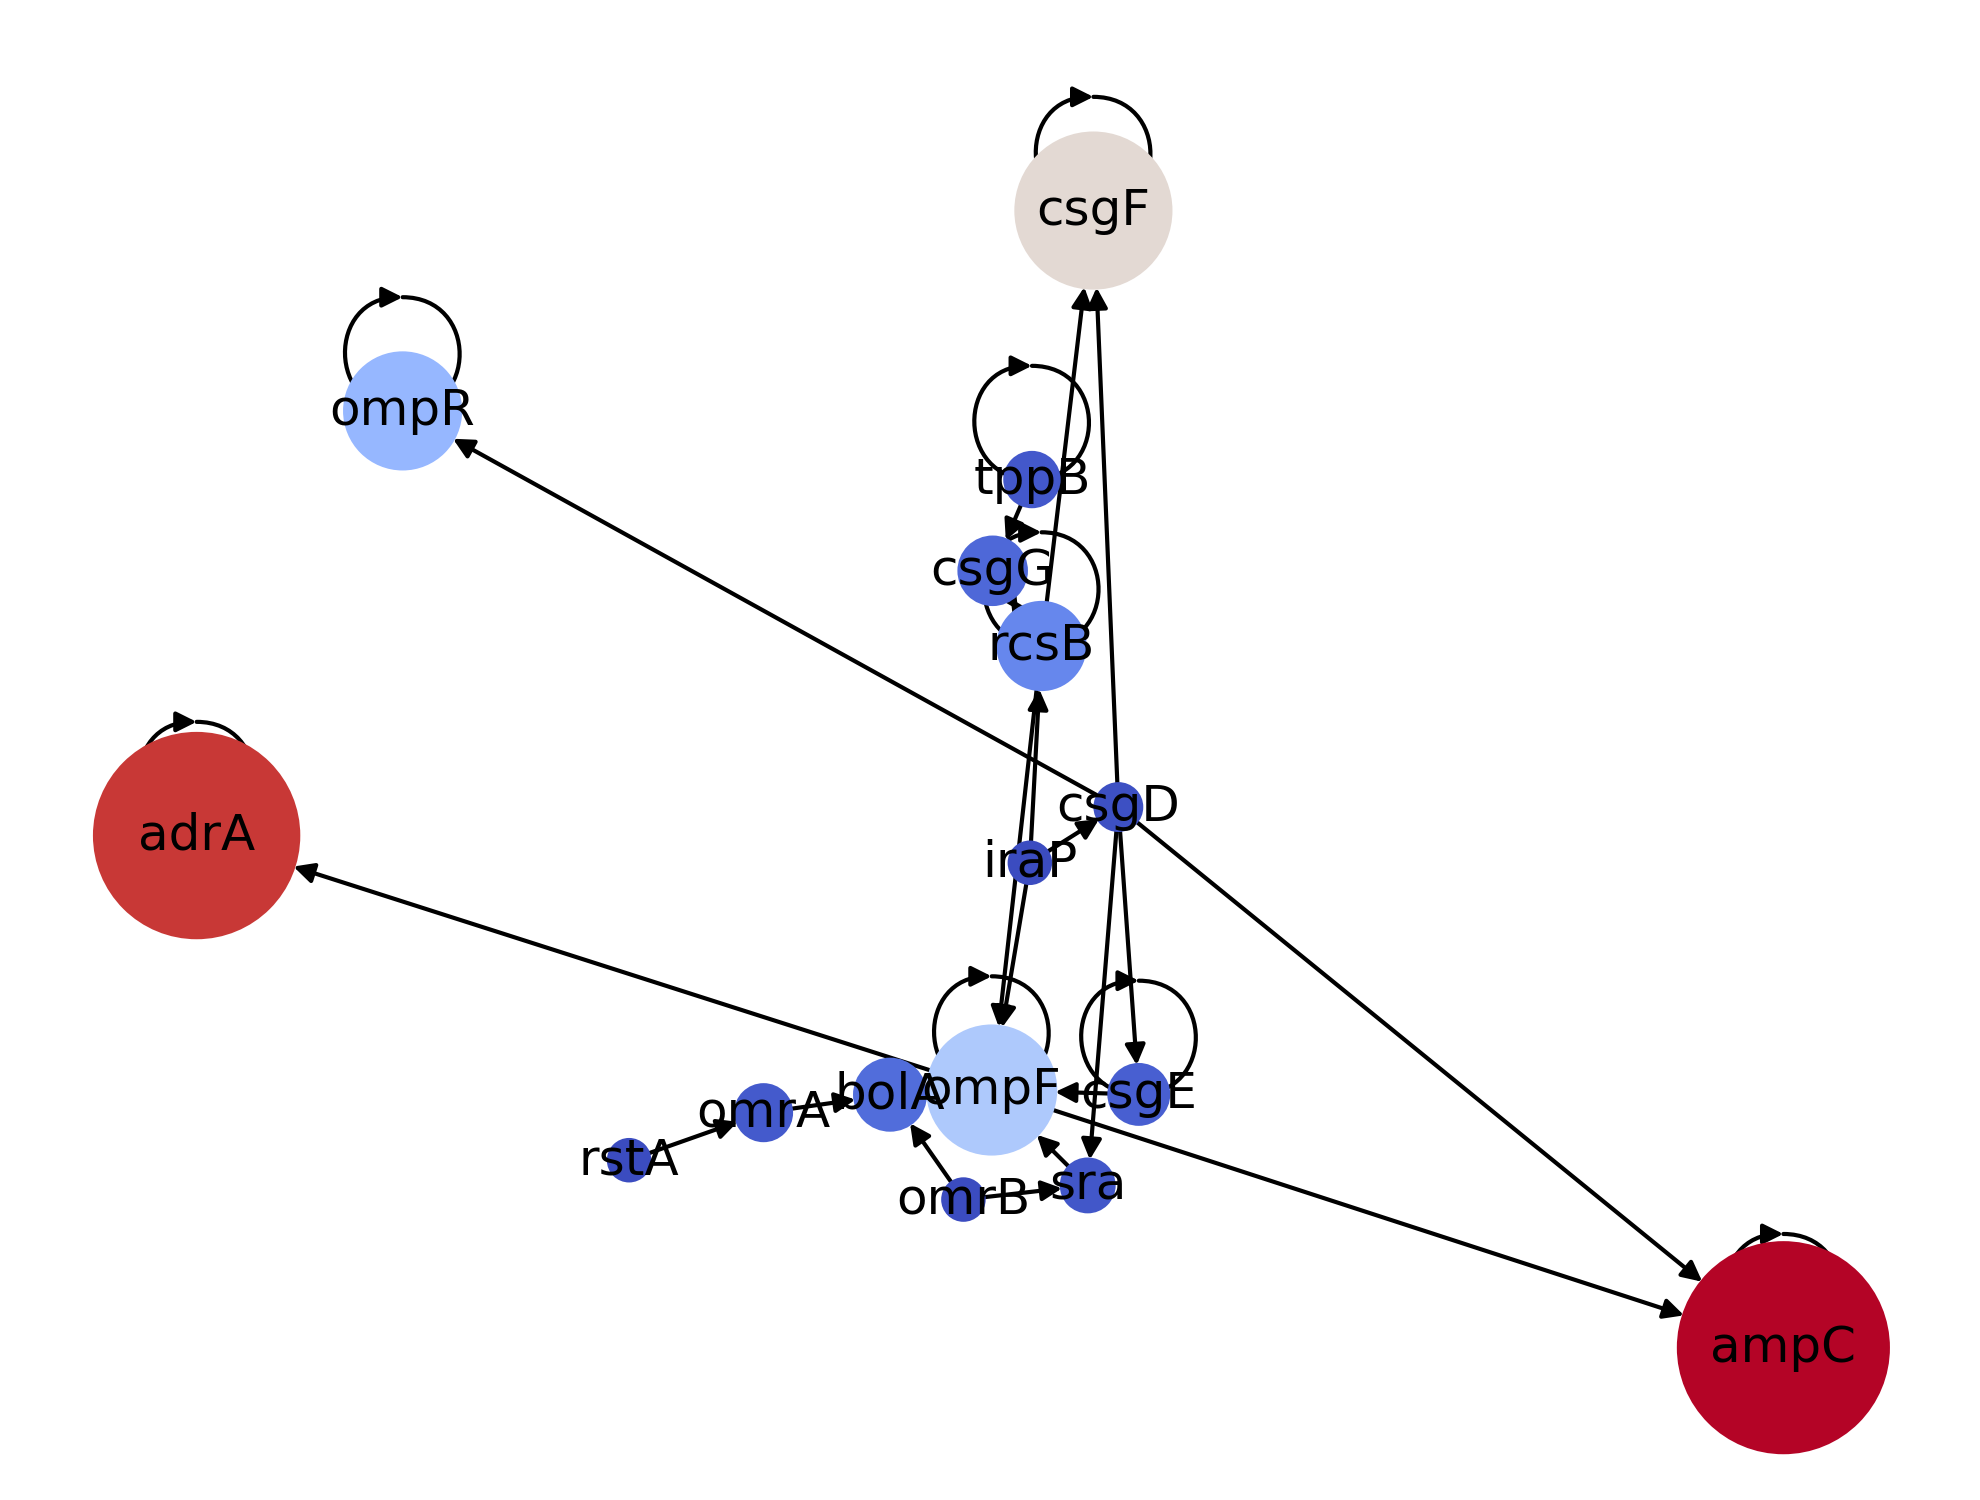 csgF
ompR
tppB
csgG
rcsB
csgD
adrA
iraP
bolA
ompF
csgE
omrA
rstA
sra
omrB
ampC